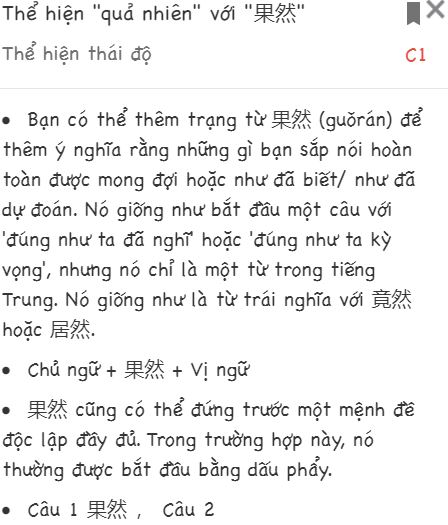 Thể hiện "quả nhiên" với "果然"
Thể hiện thái độ
C1
• Bạn có thể thêm trạng từ 果然 (guǒrán) để
thêm ý nghĩa rằng những gì bạn sắp nói hoàn
toàn được mong đợi hoặc như đã biết/ như đã
dự đoán. Nó giống như bắt đầu một câu với
'đúng như ta đã nghĩ' hoặc 'đúng như ta kỳ
vọng', nhưng nó chỉ là một từ trong tiếng
Trung. Nó giống như là từ trái nghĩa với 竟然
hoặc 居然.
• Chủ ngữ + 果然 + Vị ngữ
• 果然 cũng có thể đứng trước một mệnh đề
độc lập đầy đủ. Trong trường hợp này, nó
thường được bắt đầu bằng dấu phẩy.
• Câu 1 果然 ， Câu 2